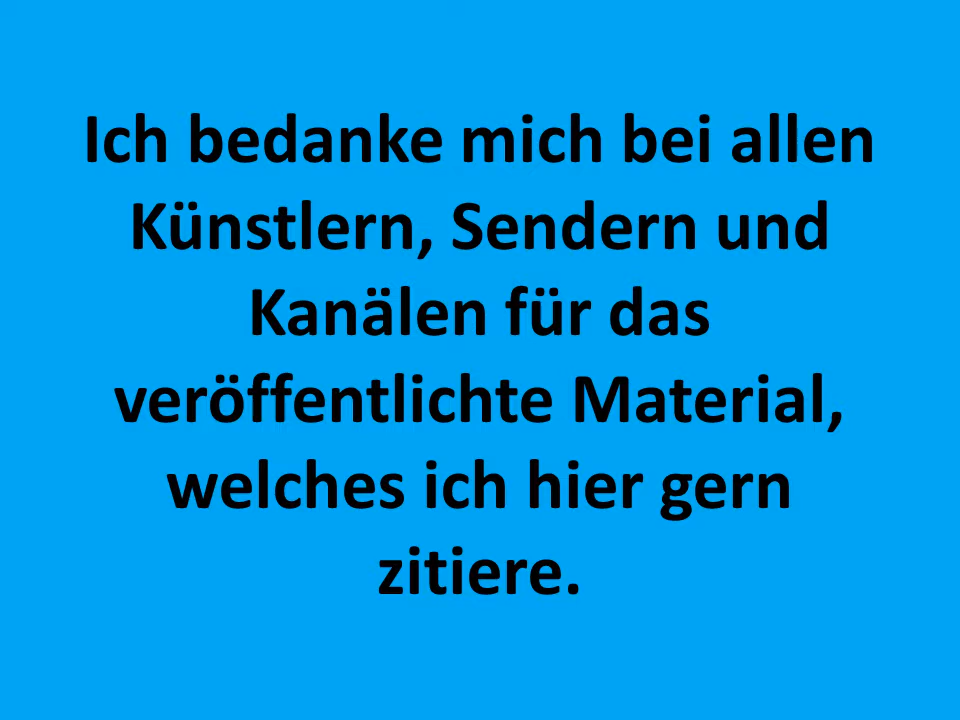 Ich bedanke mich bei allen
Künstlern, Sendern und
Kanälen für das
veröffentlichte Material,
welches ich hier gern
zitiere.